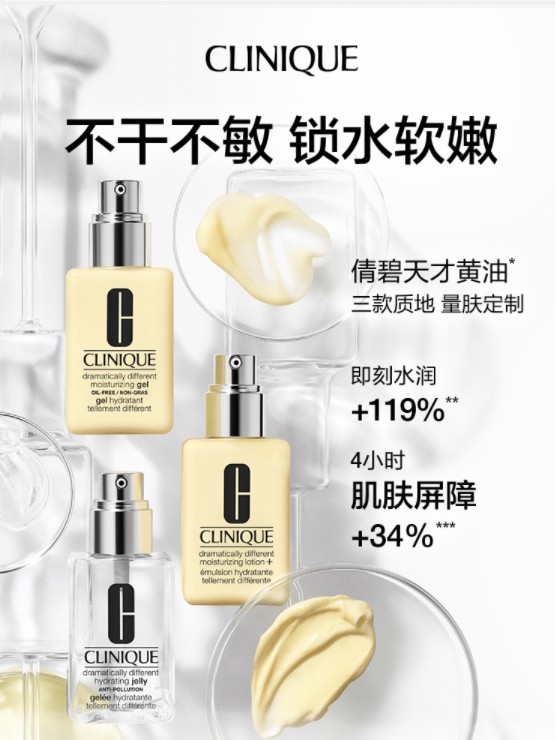 CLINIQUE
不干不敏 锁水软嫩
倩碧天才黄油*
三款质地 量肤定制
即刻水润
+119%**
4小时
肌肤屏障
+34%***
CLINIQUE
dramatically different
moisturizing gel
OIL-FREE / NON-GRAS
gel hydratant
tellement différent
CLINIQUE
dramatically different
moisturizing lotion +
émulsion hydratante
tellement différente
CLINIQUE
dramatically different
hydrating jelly
ANTI-POLLUTION
gelée hydratante
tellement différente